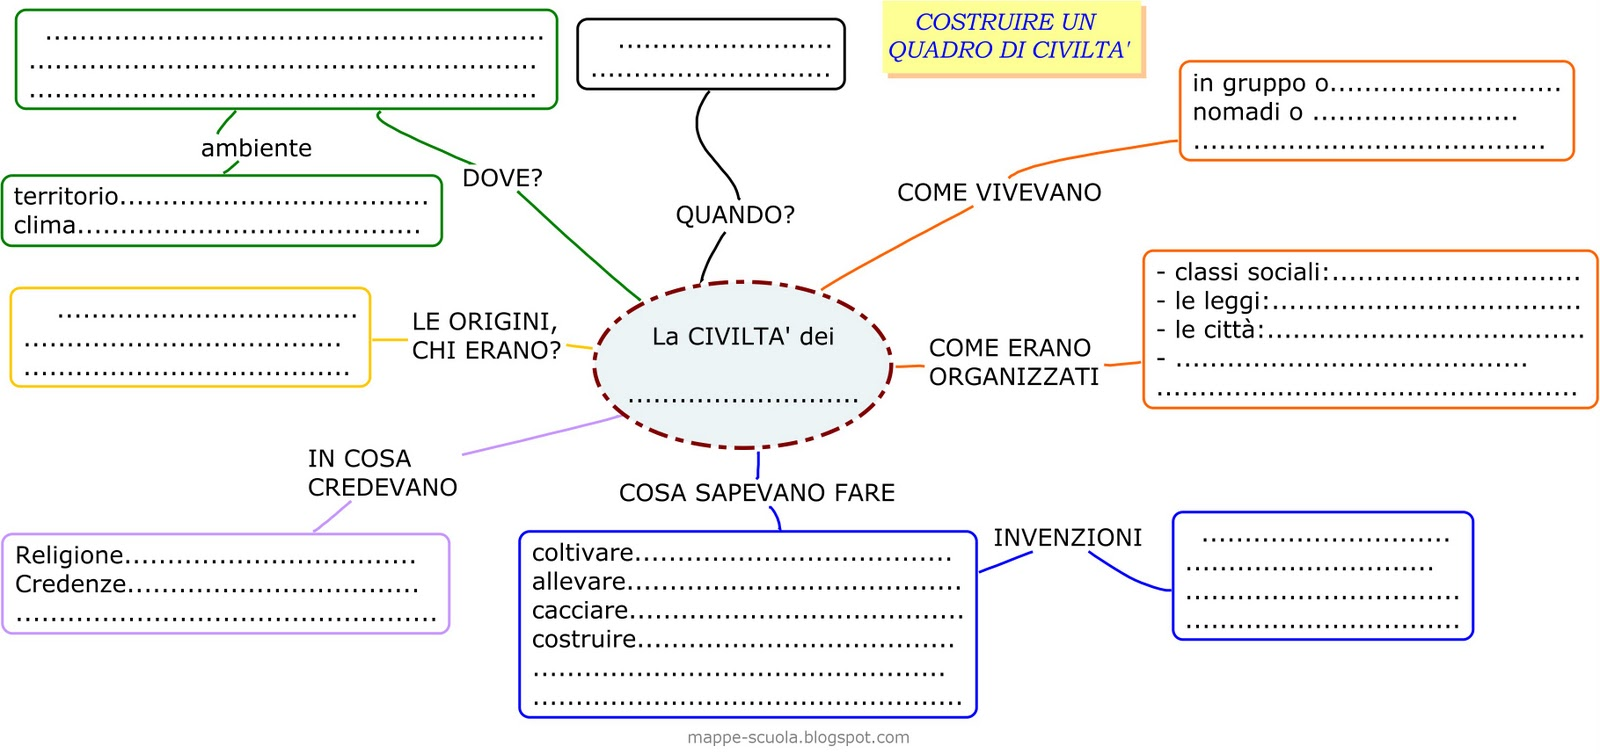 COSTRUIRE UN
QUADRO DI CIVILTA'
........................................................
.........................................................
.........................................................
ambiente
territorio...................................
clima.......................................
DOVE?
.........................
............................
QUANDO?
in gruppo o...........................
nomadi o ........................
.........................................
COME VIVEVANO
- classi sociali:.............................
- le leggi:....................................
- le città:.....................................
- .........................................
.................................................
COME ERANO
ORGANIZZATI
La CIVILTA' dei
...........................
...................................
.....................................
......................................
LE ORIGINI,
CHI ERANO?
IN COSA
CREDEVANO
Religione..................................
Credenze..................................
.................................................
COSA SAPEVANO FARE
coltivare.....................................
allevare.......................................
cacciare.......................................
costruire.....................................
................................................
..................................................
INVENZIONI
.............................
.............................
................................
................................
mappe-scuola.blogspot.com